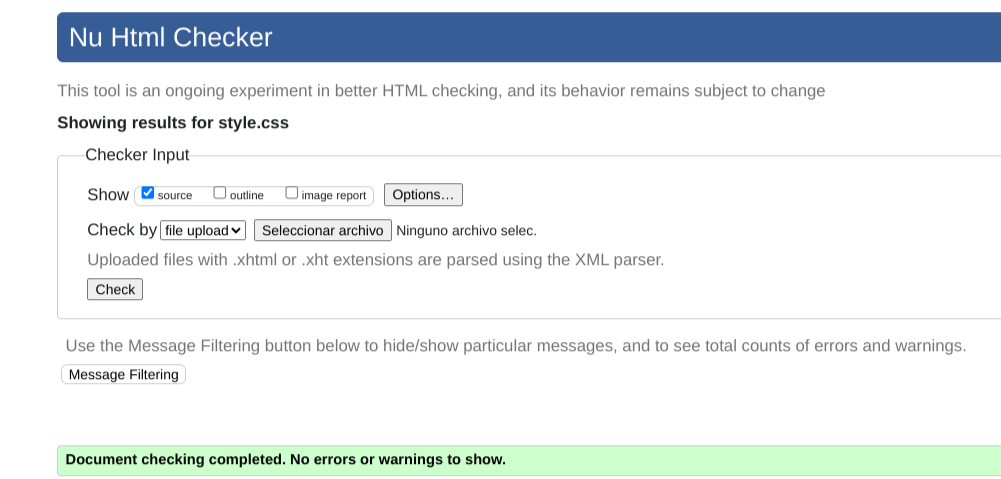 Nu Html Checker
This tool is an ongoing experiment in better HTML checking, and its behavior remains subject to change
Showing results for style.css
Checker Input
Show source outline image report Options...
Check by file upload Seleccionar archivo Ninguno archivo selec.
Uploaded files with .xhtml or .xht extensions are parsed using the XML parser.
Check
Use the Message Filtering button below to hide/show particular messages, and to see total counts of errors and warnings.
Message Filtering
Document checking completed. No errors or warnings to show.